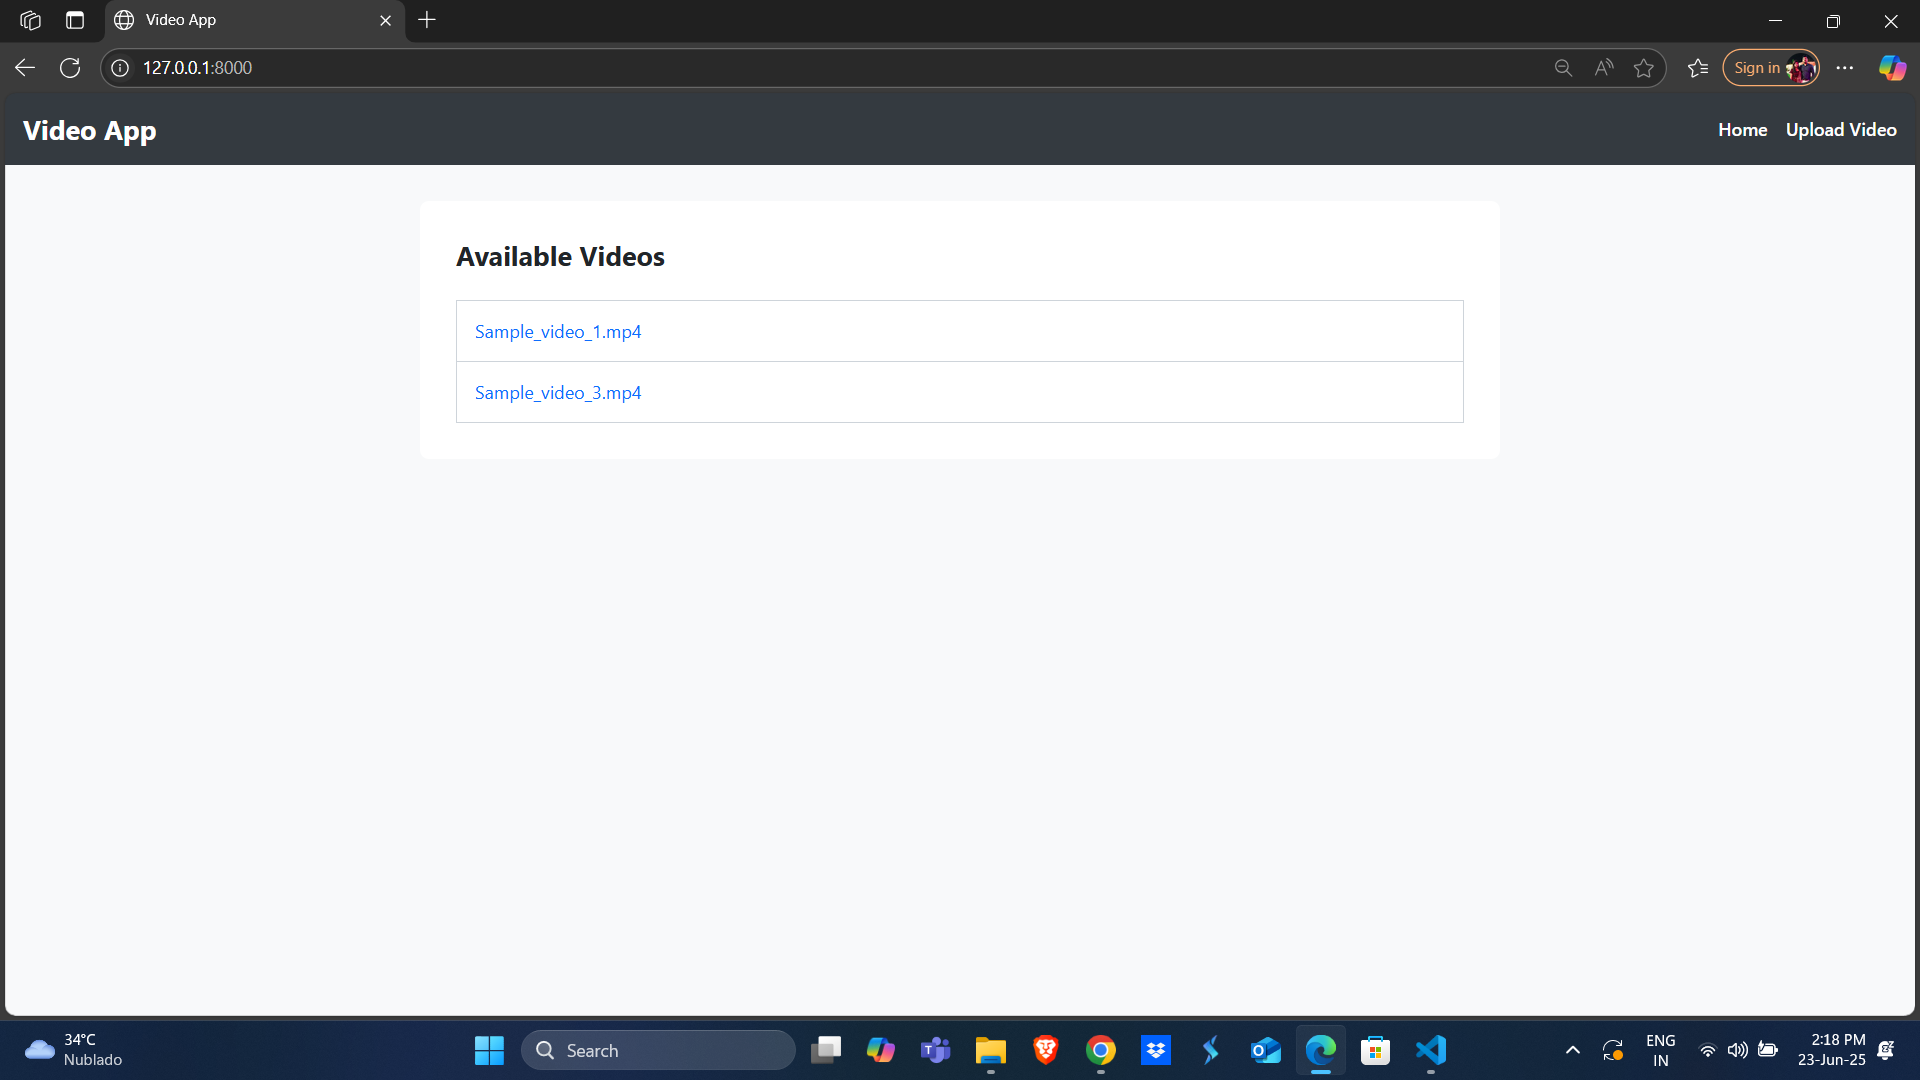 Video App
127.0.0.1:8000
Sign in
Video App
Home Upload Video
Available Videos
Sample_video_1.mp4
Sample_video_3.mp4
34°C
Nublado
Search
ENG
IN
2:18 PM
23-Jun-25